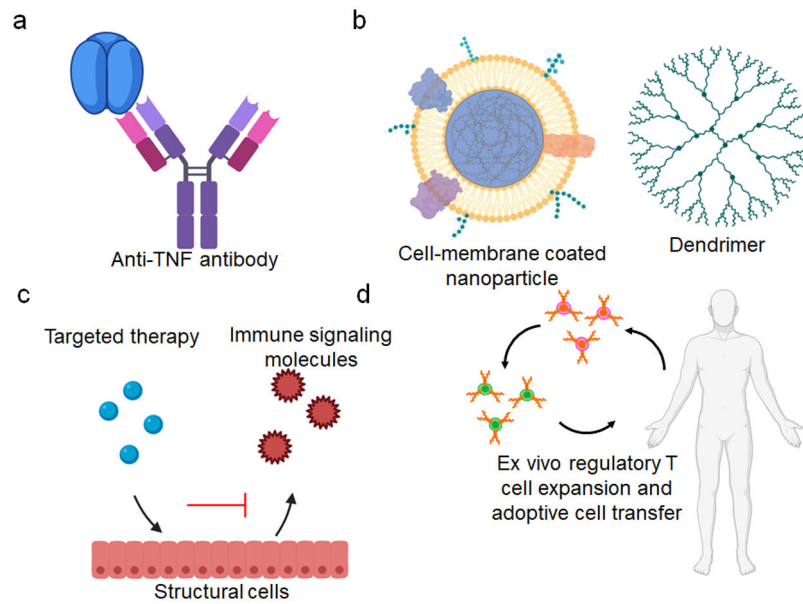 a
Anti-TNF antibody
b
Cell-membrane coated
nanoparticle
Dendrimer
c
Targeted therapy
Immune signaling
molecules
Structural cells
d
Ex vivo regulatory T
cell expansion and
adoptive cell transfer